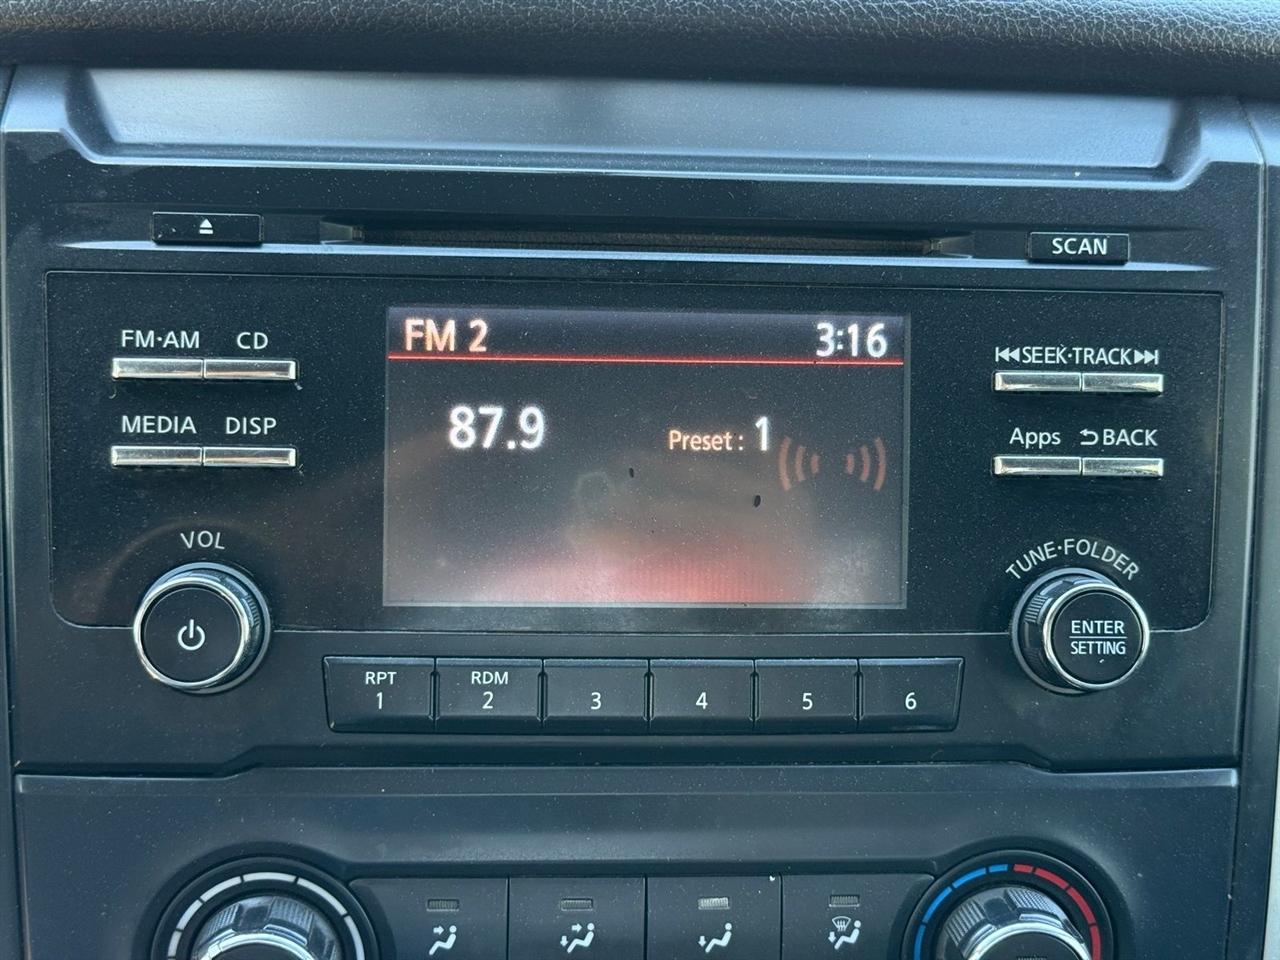 SCAN
FM·AM CD
FM 2 3:16
SEEK·TRACK
87.9 Preset: 1
MEDIA DISP
Apps BACK
VOL
TUNE·FOLDER
ENTER
SETTING
RPT RDM
1 2 3 4 5 6